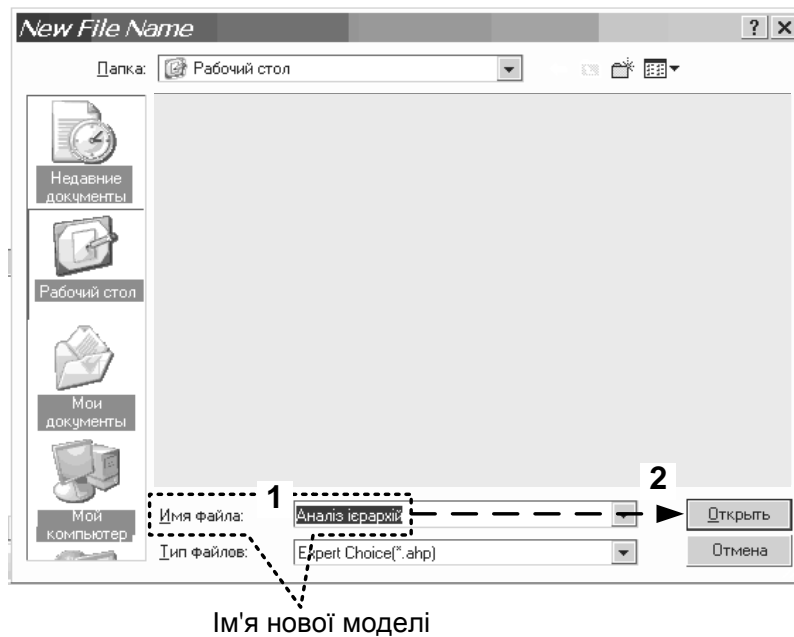 New File Name
? ×
Папка: Рабочий стол
Недавние
документы
Рабочий стол
Мои
документы
Мой
компьютер
1
2
Имя файла: Аналіз ієрархій Открыть
Тип файлов: Expert Choice(*.ahp) Отмена
Ім'я нової моделі